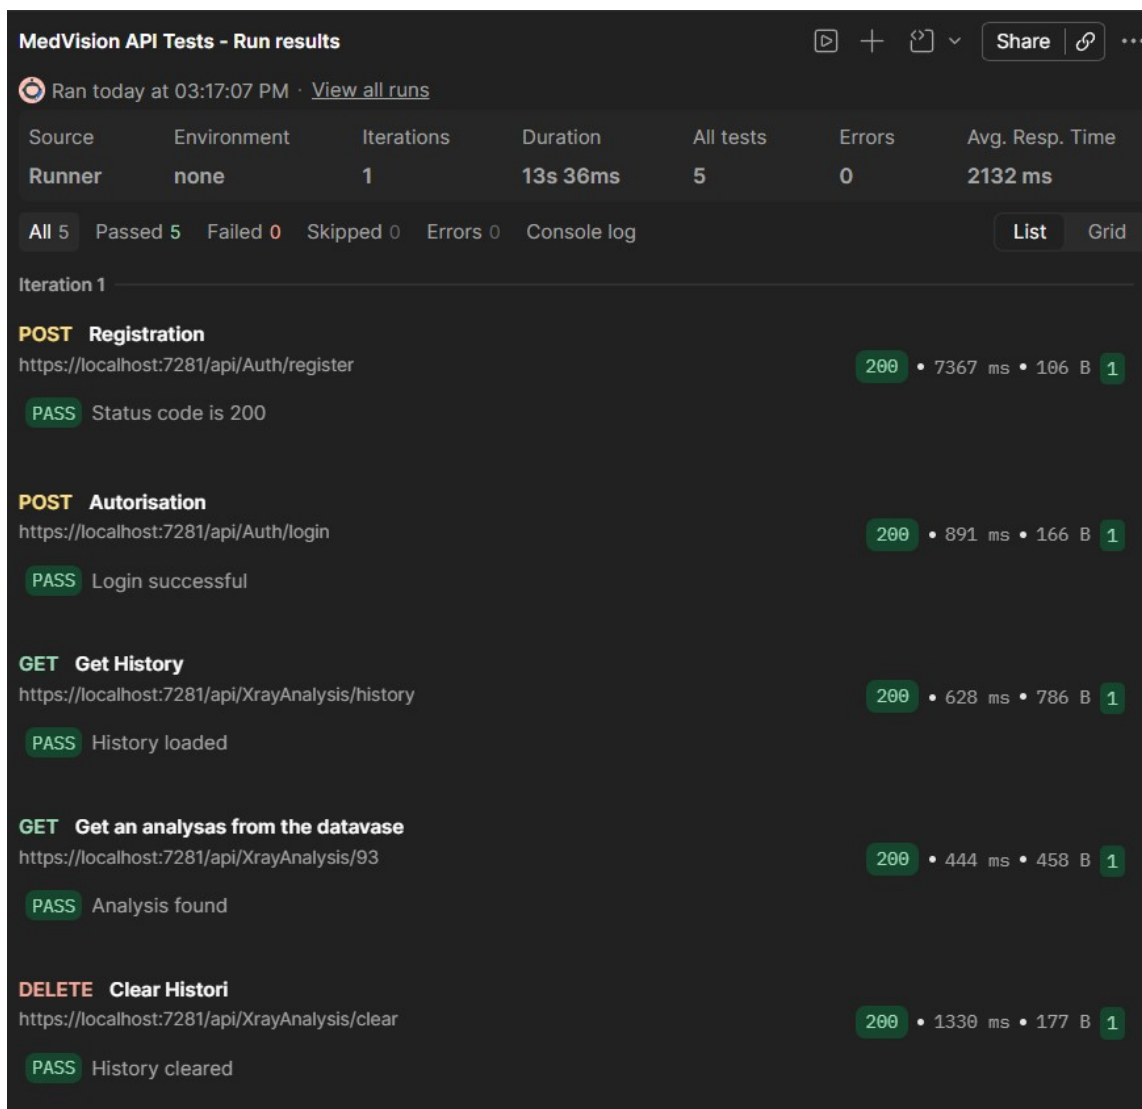 MedVision API Tests - Run results
Share
Ran today at 03:17:07 PM · View all runs
Source Environment Iterations Duration All tests Errors Avg. Resp. Time
Runner none 1 13s 36ms 5 0 2132 ms
All 5 Passed 5 Failed 0 Skipped 0 Errors 0 Console log List Grid
Iteration 1
POST Registration
https://localhost:7281/api/Auth/register
200 • 7367 ms • 106 B 1
PASS Status code is 200
POST Autorisation
https://localhost:7281/api/Auth/login
200 • 891 ms • 166 B 1
PASS Login successful
GET Get History
https://localhost:7281/api/XrayAnalysis/history
200 • 628 ms • 786 B 1
PASS History loaded
GET Get an analysas from the datavase
https://localhost:7281/api/XrayAnalysis/93
200 • 444 ms • 458 B 1
PASS Analysis found
DELETE Clear Histori
https://localhost:7281/api/XrayAnalysis/clear
200 • 1330 ms • 177 B 1
PASS History cleared